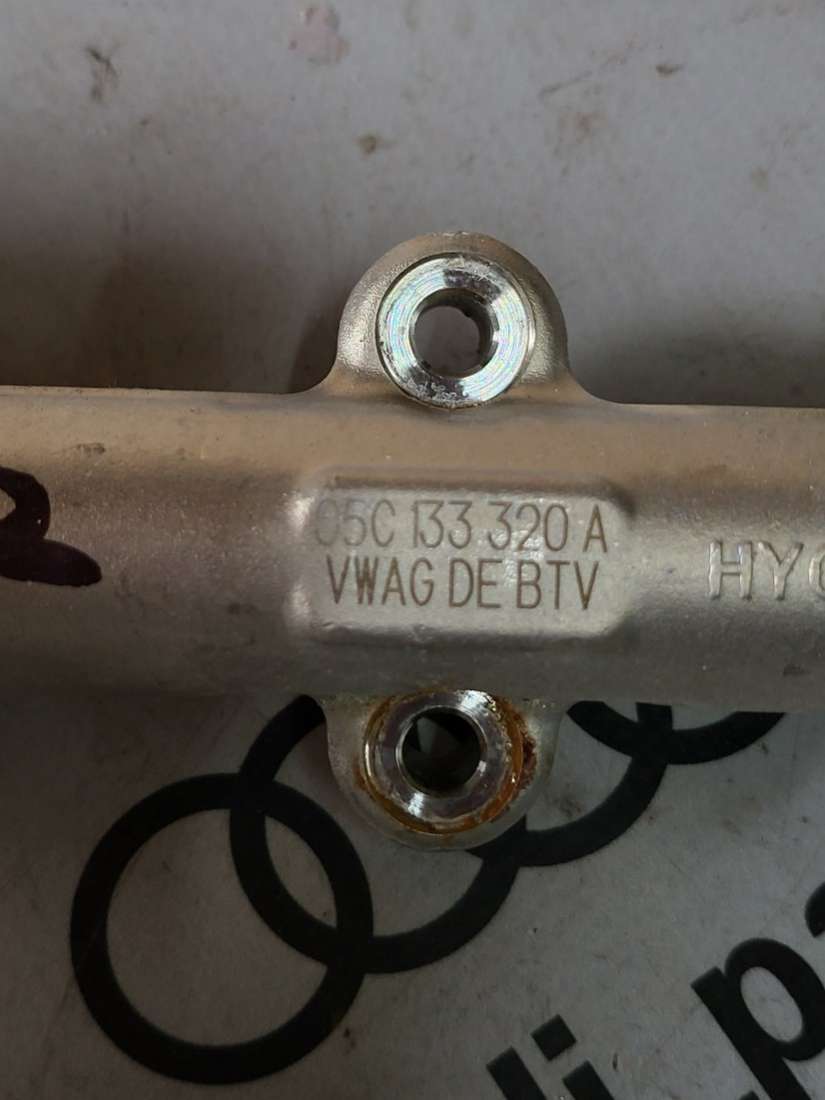 05C 133 320 A
VWAG DE BTV